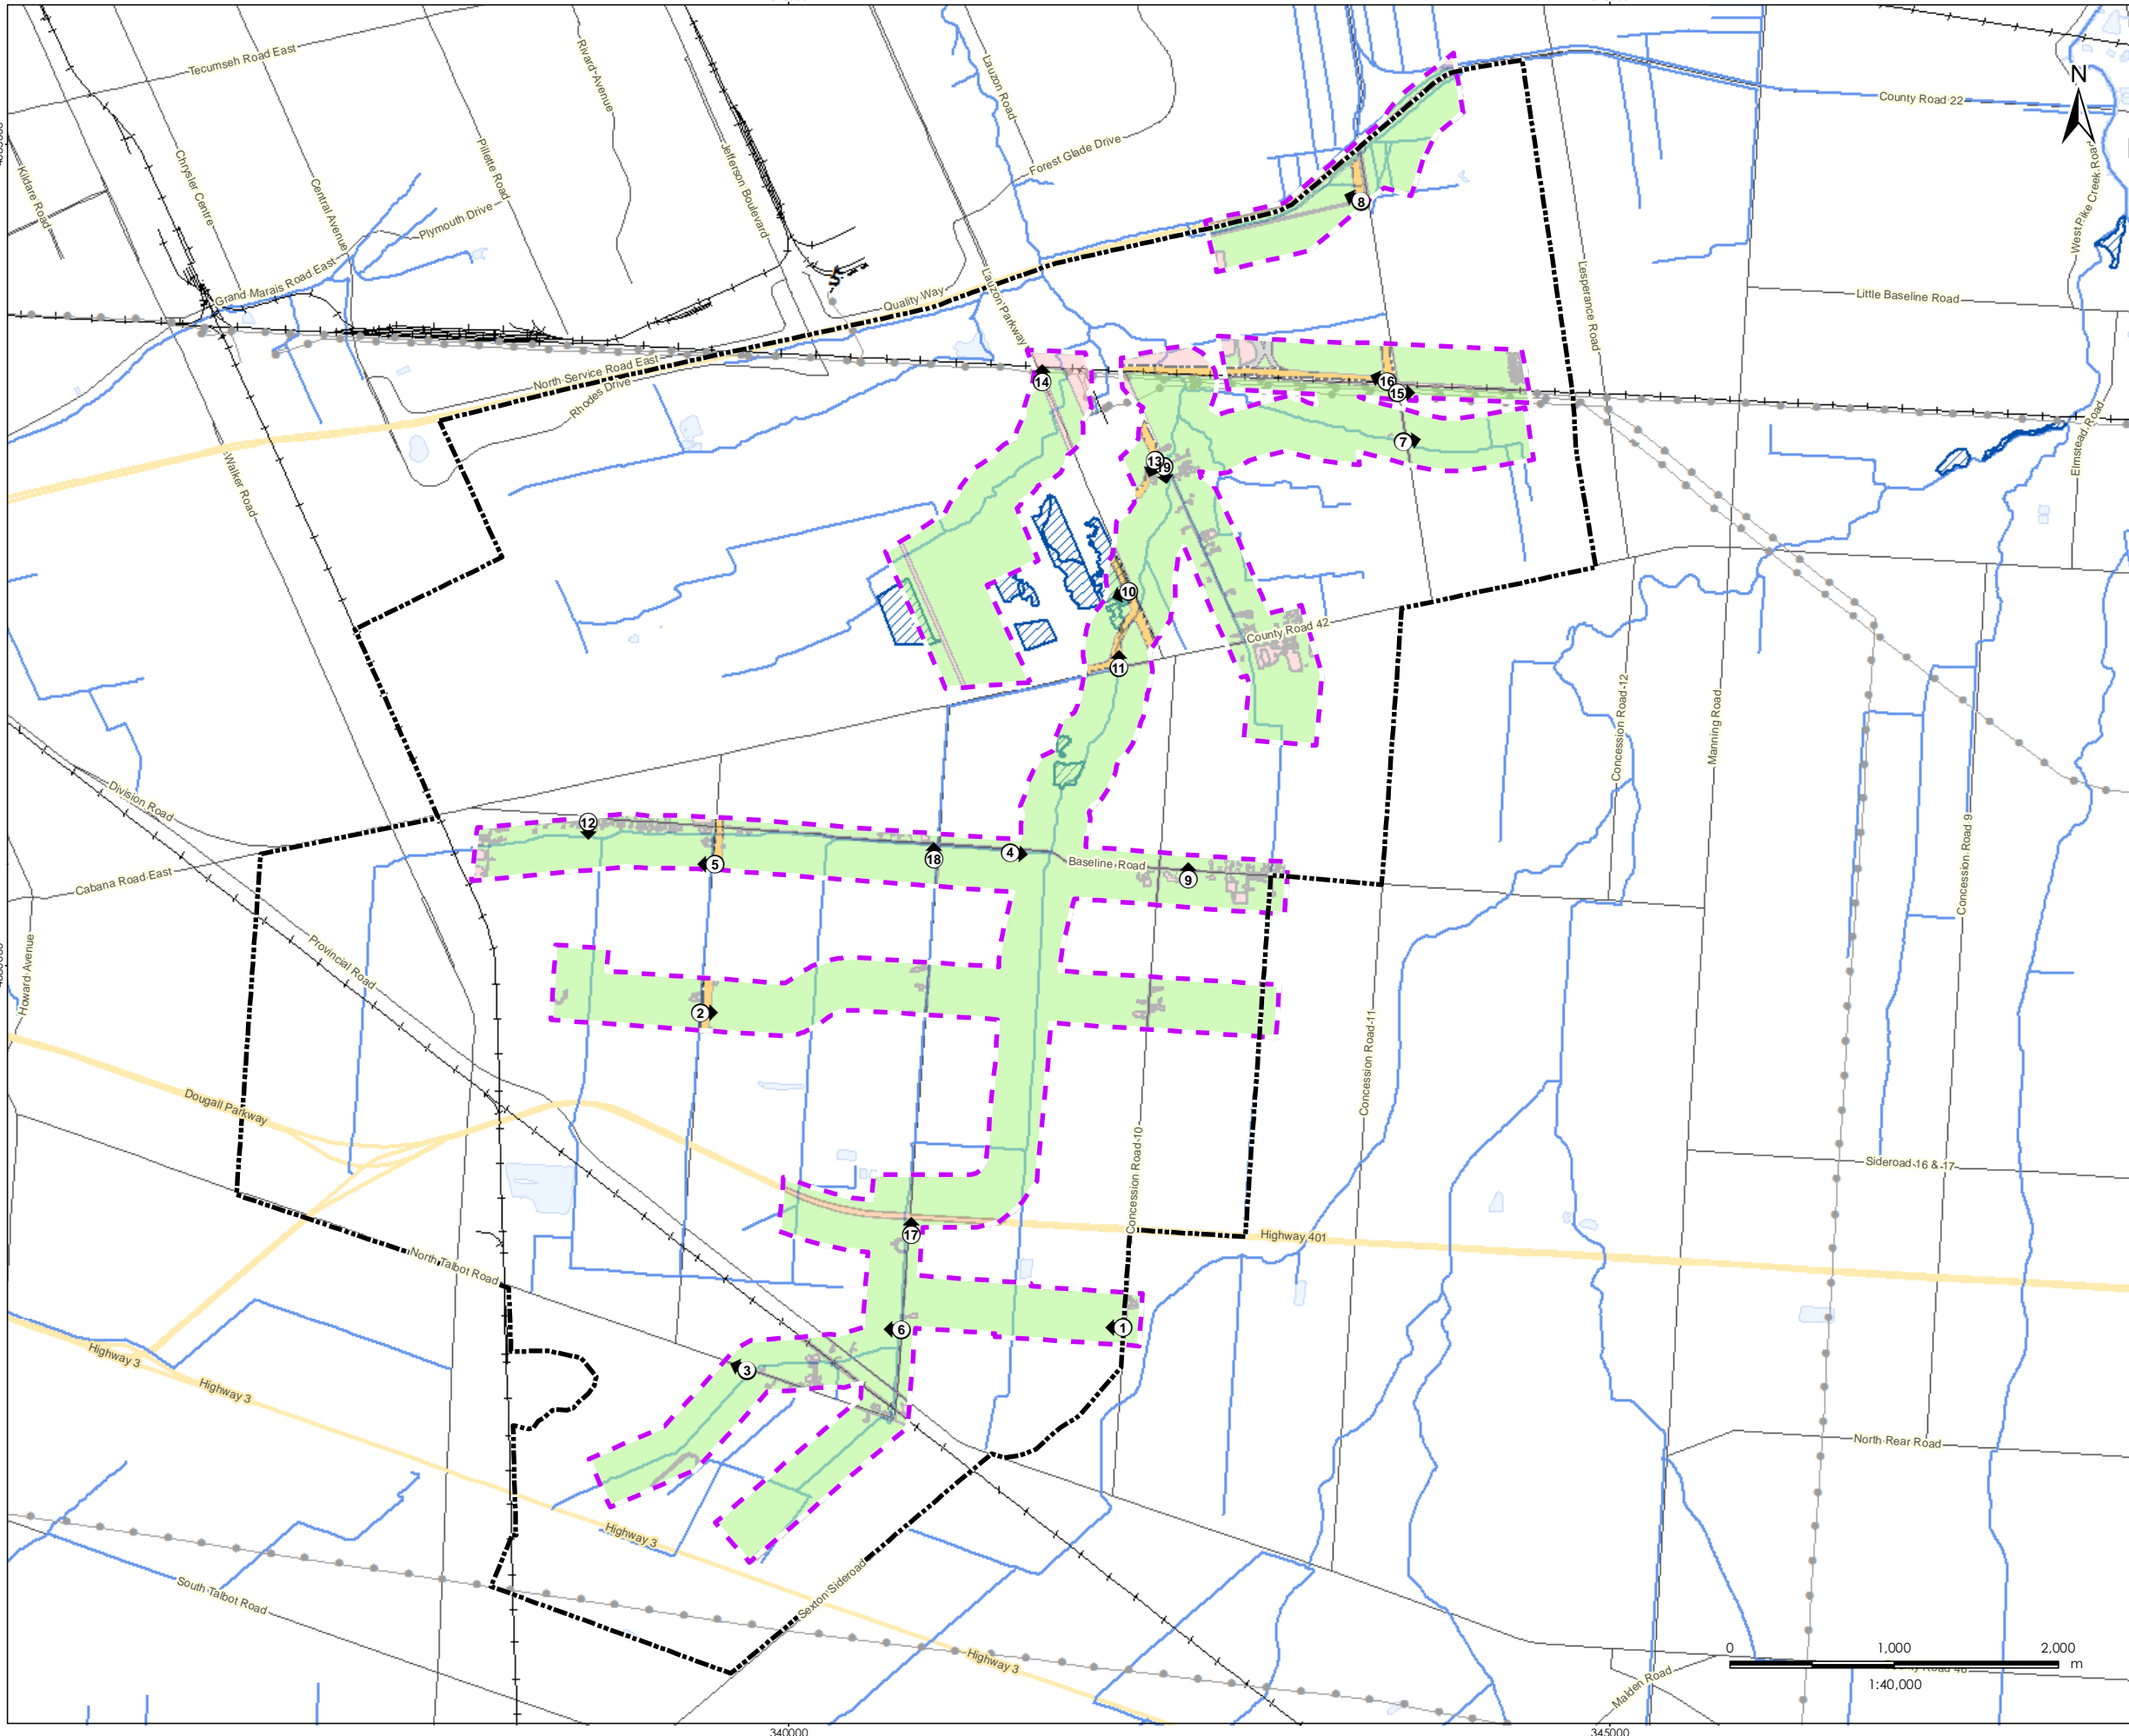 Tecumseh Road East
Rivard Avenue
Lauzon Road
County Road 22
N
Kildare Road
Chrysler Centre
Central Avenue
Pillette Road
Jefferson Boulevard
Forest Glade Drive
West Pike Creek Road
Plymouth Drive
8
Grand Marais Road East
Quality Way
Lauzon Parkway
Lesperance Road
Little Baseline Road
North Service Road East
Rhodes Drive
14
16
15
7
13
9
Walker Road
Elmstead Road
10
County Road 42
11
Concession Road 12
Manning Road
Division Road
12
5
18
4
Baseline Road
9
Cabana Road East
Concession Road 9
Howard Avenue
Provincial Road
2
Concession Road 11
Dougall Parkway
Concession Road 10
Sideroad 16 & 17
17
Highway 401
North Talbot Road
6
1
Highway 3
3
Highway 3
North Rear Road
Highway 3
South Talbot Road
Sexton Sideroad
Highway 3
Malden Road
0 1,000 2,000
m
1:40,000
340000
345000